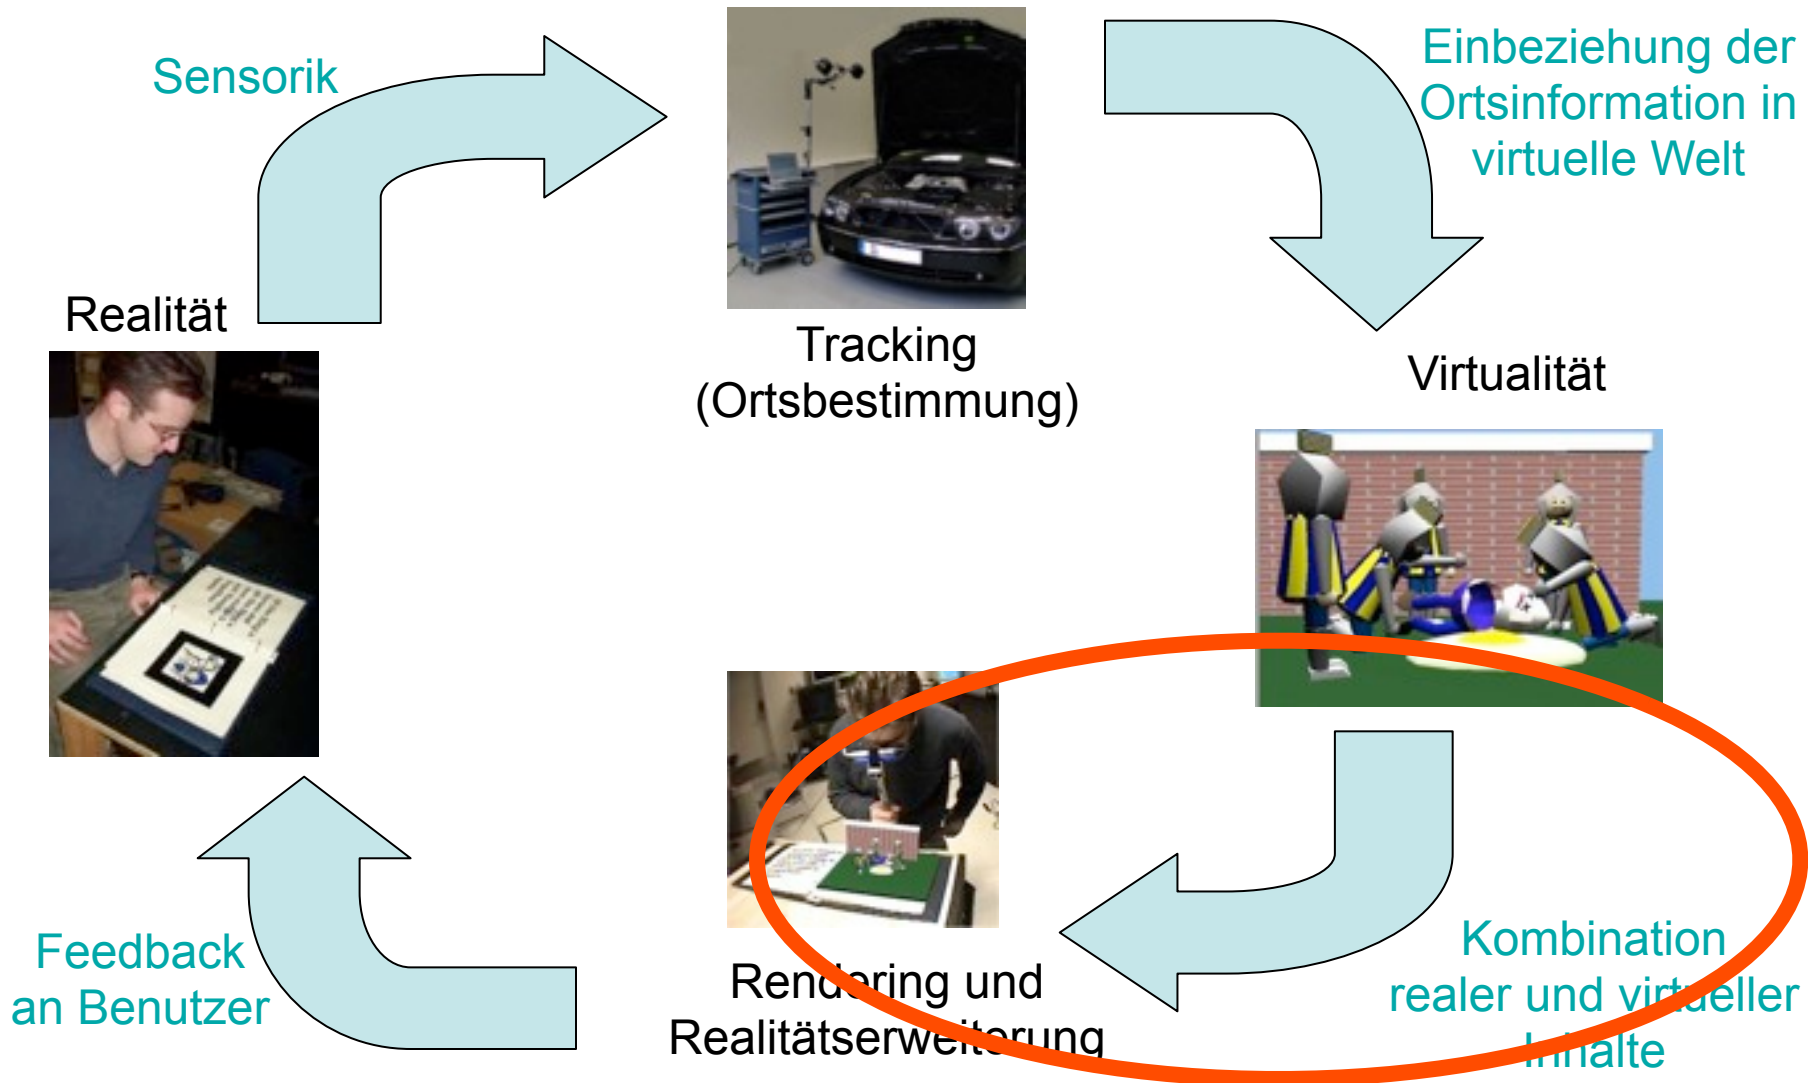 Sensorik
Einbeziehung der
Ortsinformation in
virtuelle Welt
Realität
Tracking
(Ortsbestimmung)
Virtualität
Feedback
an Benutzer
Rendering und
Realitätserweiterung
Kombination
realer und virtueller
Inhalte